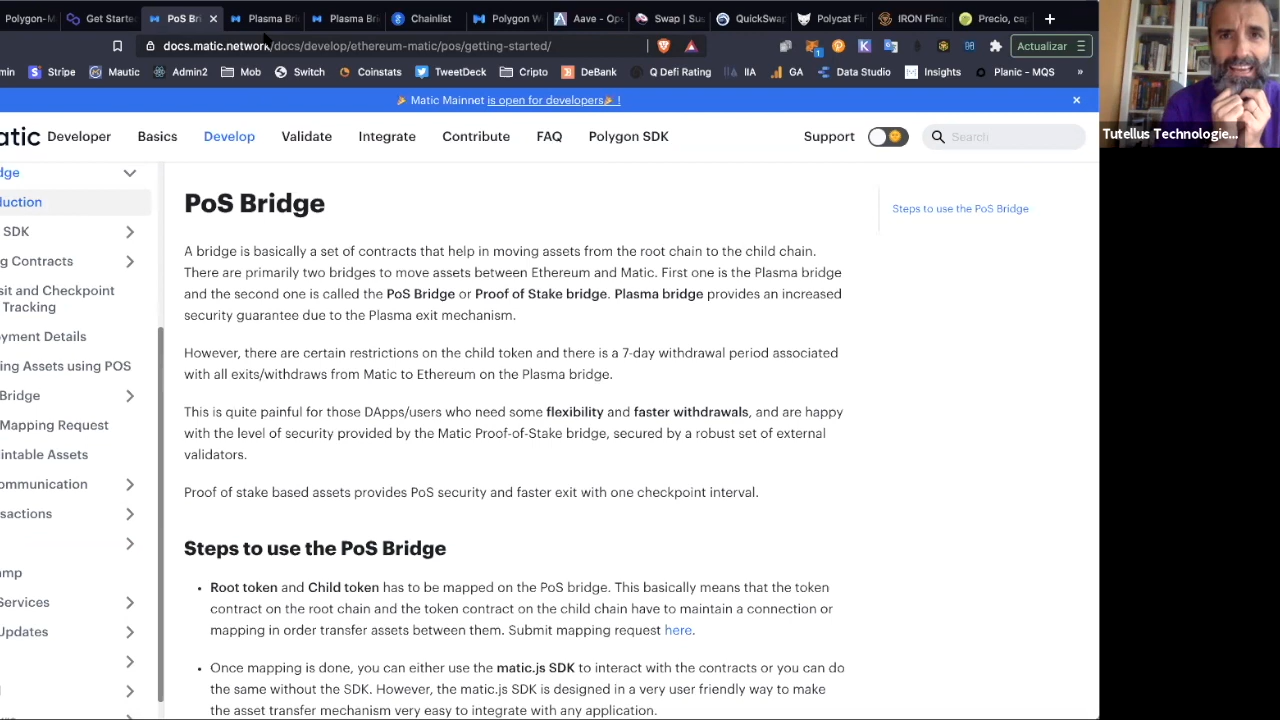 Polygon-M
Get Starte
PoS Bri
Plasma Bri
Plasma Br
Chainlist
Polygon W
Aave - Ope
Swap | Sus
QuickSwap
Polycat Fin
IRON Finan
Precio, cap
docs.matic.network/docs/develop/ethereum-matic/pos/getting-started/
Actualizar
min
Stripe
Mautic
Admin2
Mob
Switch
Coinstats
TweetDeck
Cripto
DeBank
Q Defi Rating
IIA
GA
Data Studio
Insights
Planic - MQS
»
Matic Mainnet is open for developers !
atic Developer
Basics
Develop
Validate
Integrate
Contribute
FAQ
Polygon SDK
Support
Search
Tutellus Technologie...
dge
duction
SDK
g Contracts
sit and Checkpoint
Tracking
yment Details
ing Assets using POS
Bridge
Mapping Request
intable Assets
ommunication
sactions
amp
Services
Updates
PoS Bridge
A bridge is basically a set of contracts that help in moving assets from the root chain to the child chain.
There are primarily two bridges to move assets between Ethereum and Matic. First one is the Plasma bridge
and the second one is called the PoS Bridge or Proof of Stake bridge. Plasma bridge provides an increased
security guarantee due to the Plasma exit mechanism.
However, there are certain restrictions on the child token and there is a 7-day withdrawal period associated
with all exits/withdraws from Matic to Ethereum on the Plasma bridge.
This is quite painful for those DApps/users who need some flexibility and faster withdrawals, and are happy
with the level of security provided by the Matic Proof-of-Stake bridge, secured by a robust set of external
validators.
Proof of stake based assets provides PoS security and faster exit with one checkpoint interval.
Steps to use the PoS Bridge
• Root token and Child token has to be mapped on the PoS bridge. This basically means that the token
contract on the root chain and the token contract on the child chain have to maintain a connection or
mapping in order transfer assets between them. Submit mapping request here.
• Once mapping is done, you can either use the matic.js SDK to interact with the contracts or you can do
the same without the SDK. However, the matic.js SDK is designed in a very user friendly way to make
the asset transfer mechanism very easy to integrate with any application.
Steps to use the PoS Bridge